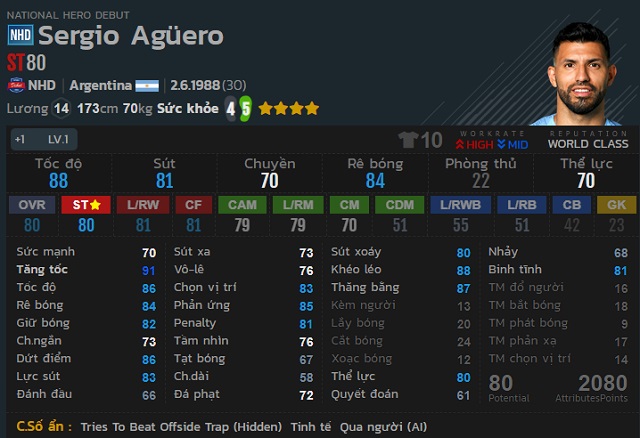 NATIONAL HERO DEBUT
NHD Sergio Agüero
ST 80
NHD | Argentina | 2.6.1988 (30)
Lương 14 173cm 70kg Sức khỏe 4 5
+1 LV.1 10 WORKRATE HIGH MID REPUTATION WORLD CLASS
Tốc độ Sút Chuyền Rê bóng Phòng thủ Thể lực
88 81 70 84 22 70
OVR ST L/RW CF CAM L/RM CM CDM L/RWB L/RB CB GK
80 80 81 81 79 79 70 51 55 51 42 23
Sức mạnh 70 Sút xa 73 Sút xoáy 80 Nhảy 68
Tăng tốc 91 Vô-lê 76 Khéo léo 88 Bình tĩnh 81
Tốc độ 86 Chọn vị trí 83 Thăng bằng 87 TM đổ người 16
Rê bóng 84 Phản ứng 85 Kèm người 13 TM bắt bóng 18
Giữ bóng 82 Penalty 81 Lấy bóng 20 TM phát bóng 9
Ch.ngắn 73 Tầm nhìn 76 Cắt bóng 24 TM phản xạ 17
Dứt điểm 86 Tạt bóng 67 Xoạc bóng 12 TM chọn vị trí 14
Lực sút 83 Ch.dài 58 Thể lực 80 80 2080
Đánh đầu 66 Đá phạt 72 Quyết đoán 61 Potential AttributesPoints
C.Số ẩn : Tries To Beat Offside Trap (Hidden) Tinh tế Qua người (AI)